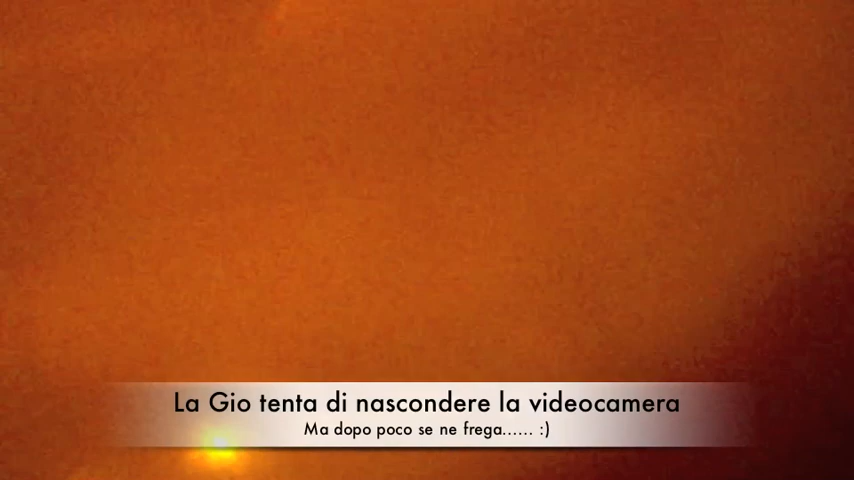 La Gio tenta di nascondere la videocamera
Ma dopo poco se ne frega...... :)